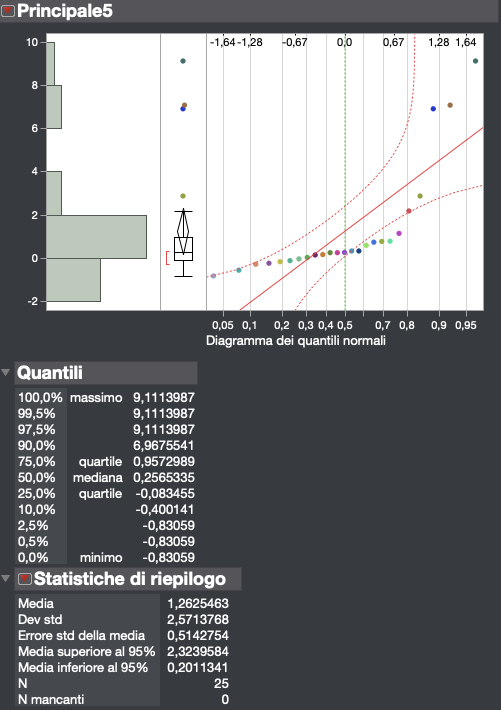 Principale5
-1,64 -1,28 -0,67 0,0 0,67 1,28 1,64
10
8
6
4
2
0
-2
0,05 0,1 0,2 0,3 0,4 0,5 0,7 0,8 0,9 0,95
Diagramma dei quantili normali
Quantili
100,0% massimo 9,1113987
99,5% 9,1113987
97,5% 9,1113987
90,0% 6,9675541
75,0% quartile 0,9572989
50,0% mediana 0,2565335
25,0% quartile -0,083455
10,0% -0,400141
2,5% -0,83059
0,5% -0,83059
0,0% minimo -0,83059
Statistiche di riepilogo
Media 1,2625463
Dev std 2,5713768
Errore std della media 0,5142754
Media superiore al 95% 2,3239584
Media inferiore al 95% 0,2011341
N 25
N mancanti 0